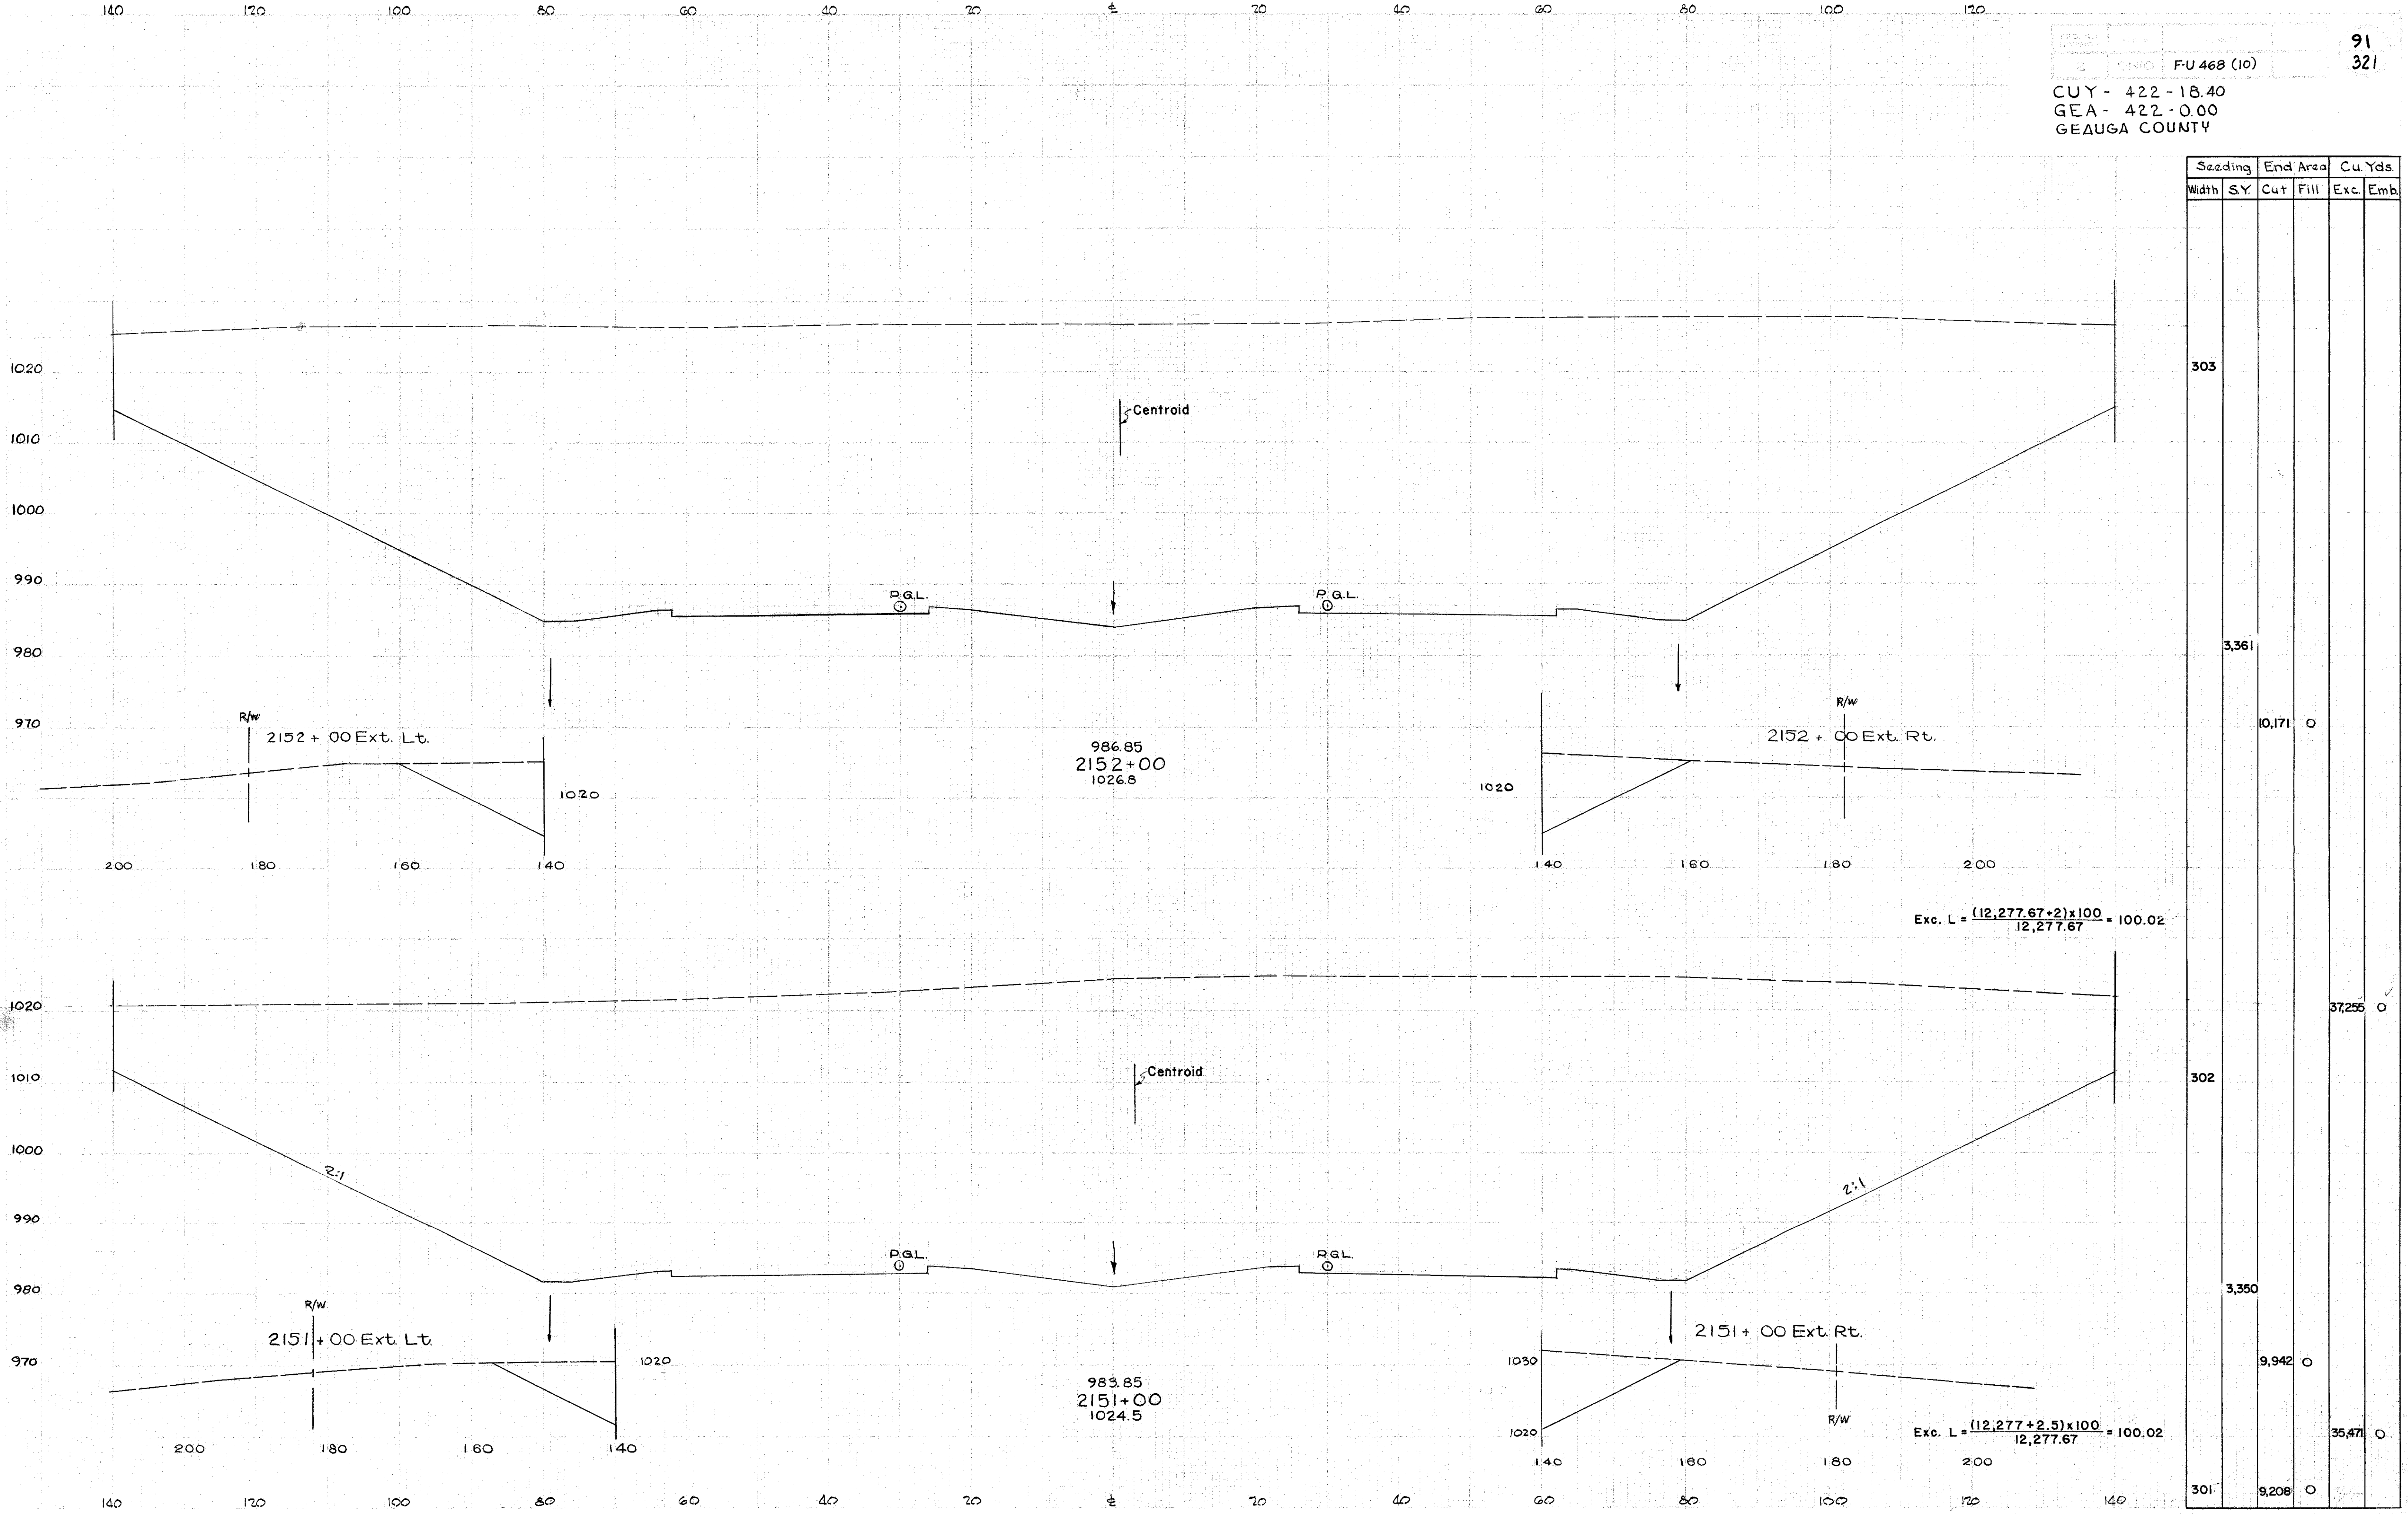 140 120 100 80 60 40 20 ℄ 20 40 60 80 100 120
91
321
F-U 468 (10)
CUY - 422 - 18.40
GEA - 422 - 0.00
GEAUGA COUNTY
Seeding End Area Cu. Yds.
Width S.Y. Cut Fill Exc. Emb.
1020
303
Centroid
1010
1000
990
P.G.L. P.G.L.
980
3,361
970
R/W
2152 + 00 Ext. Lt.
1020
986.85
2152+00
1026.8
R/W
2152 + 00 Ext. Rt.
1020
10,171 0
200 180 160 140
140 160 180 200
Exc. L = (12,277.67+2)x100 / 12,277.67 = 100.02
1020
37,255 0
Centroid
1010
302
1000
2:1
2:1
990
P.G.L. P.G.L.
980
3,350
R/W
2151 + 00 Ext. Lt.
970
1020
983.85
2151+00
1024.5
2151 + 00 Ext. Rt.
1030
1020
R/W
9,942 0
Exc. L = (12,277+2.5)x100 / 12,277.67 = 100.02
35,471 0
200 180 160 140
140 160 180 200
301 9,208 0
140 120 100 80 60 40 20 ℄ 20 40 60 80 100 120 140